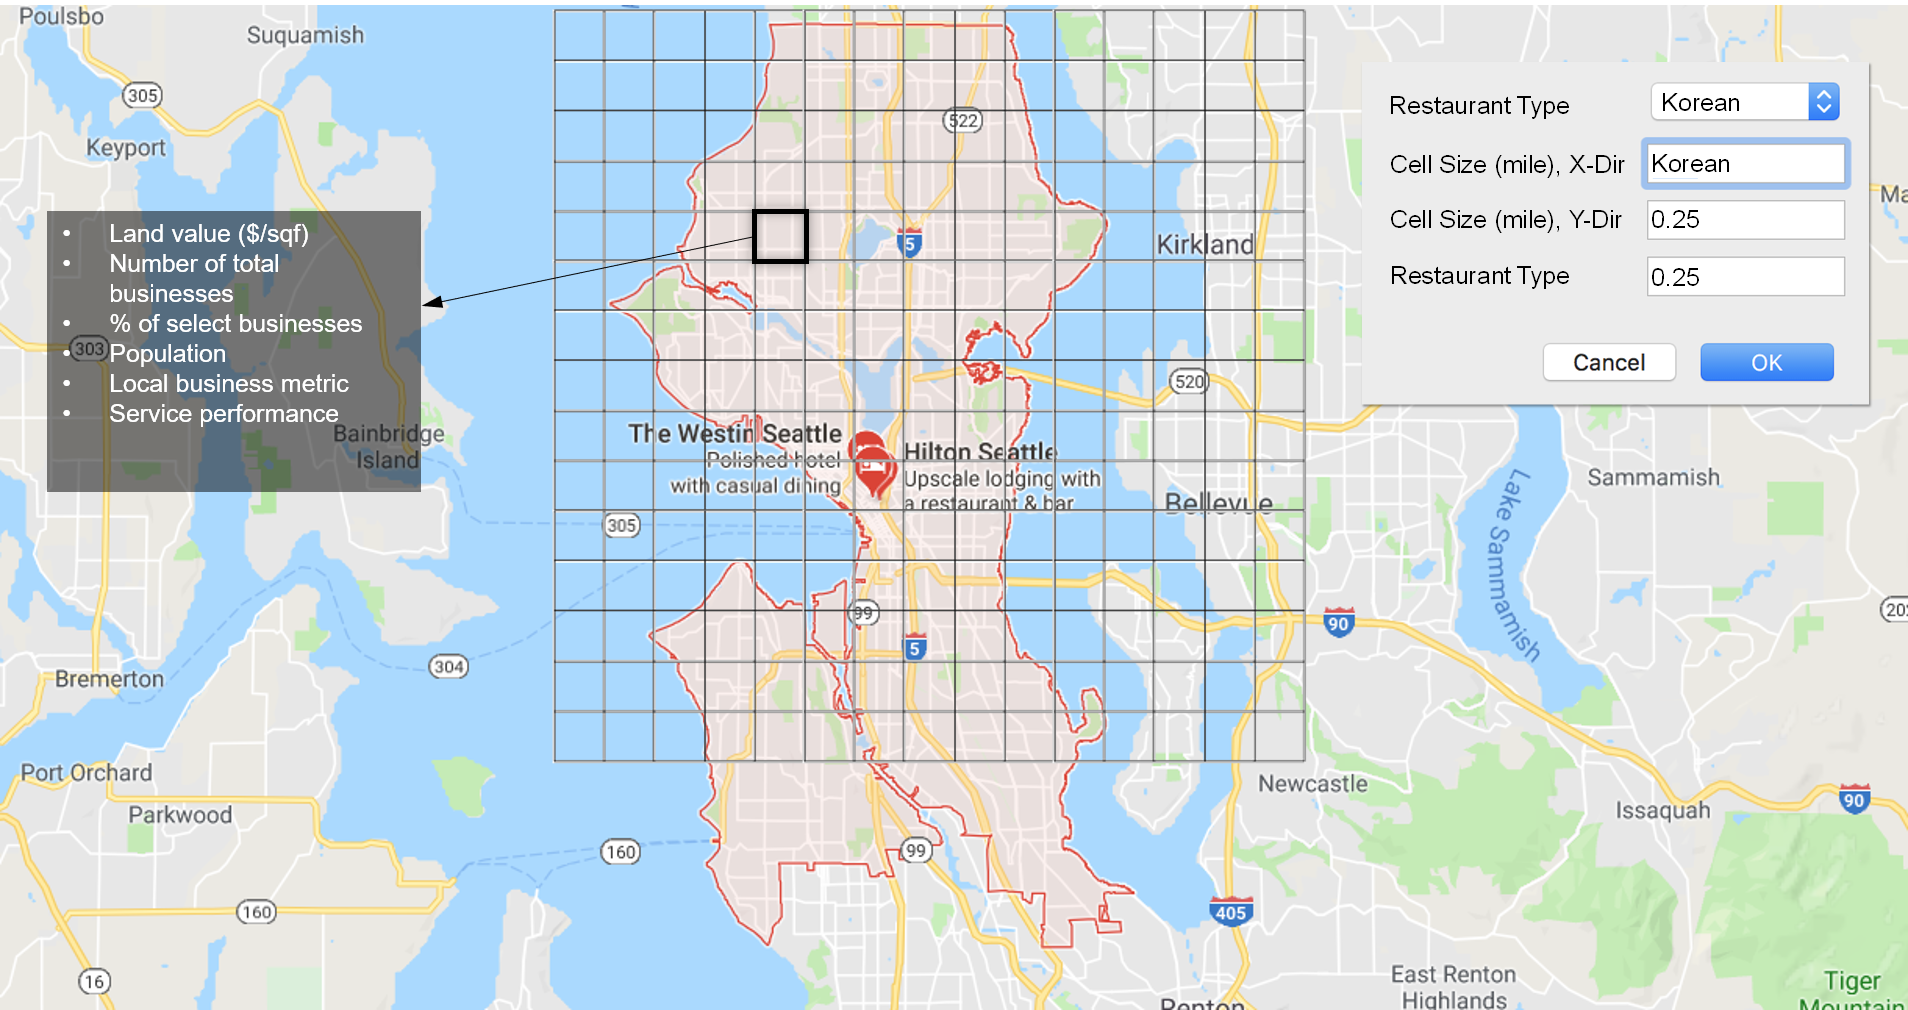 Poulsbo
Suquamish
305
Keyport
522
Restaurant Type
Korean
Cell Size (mile), X-Dir
Korean
Cell Size (mile), Y-Dir
0.25
Restaurant Type
0.25
Cancel
OK
• Land value ($/sqf)
• Number of total
businesses
• % of select businesses
• Population
• Local business metric
• Service performance
303
5
Kirkland
520
Bainbridge
Island
The Westin Seattle
Polished hotel
with casual dining
Hilton Seattle
Upscale lodging with
a restaurant & bar
Bellevue
Sammamish
Lake Sammamish
305
99
5
90
304
Bremerton
Port Orchard
Parkwood
Newcastle
Issaquah
90
160
99
160
405
16
East Renton
Highlands
Renton
Tiger
Mountain